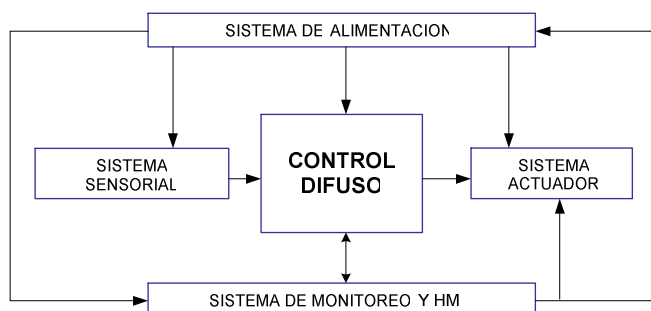 SISTEMA DE ALIMENTACION
SISTEMA
SENSORIAL
CONTROL
DIFUSO
SISTEMA
ACTUADOR
SISTEMA DE MONITOREO Y HM